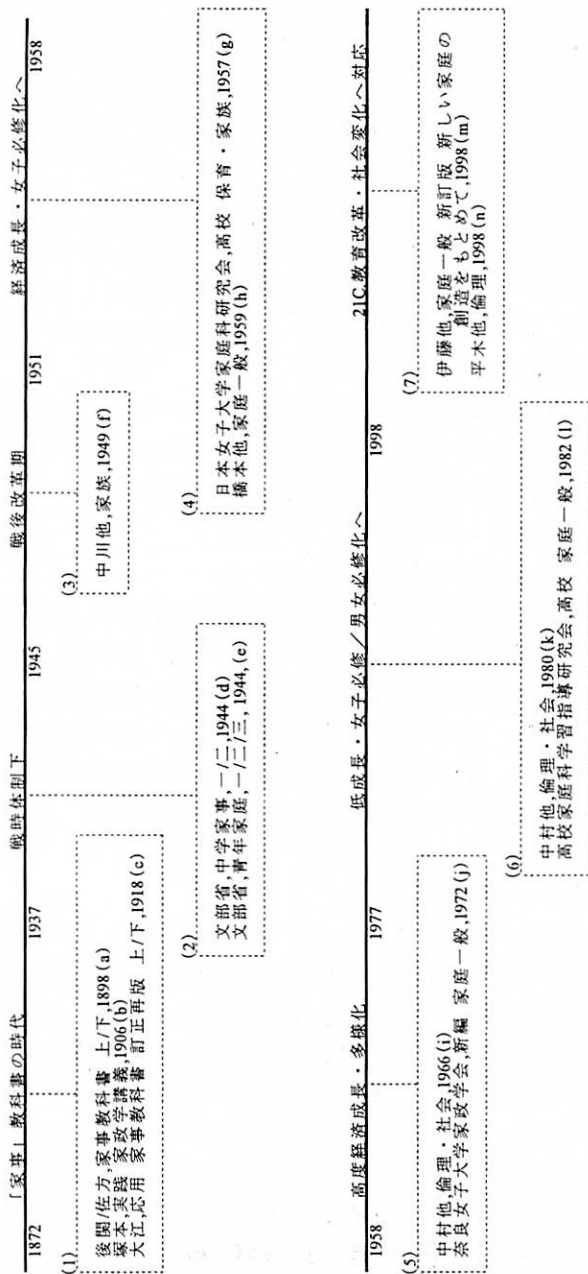 「家事」教科書の時代
戦時体制下
戦後改革期
経済成長・女子必修化へ
1872
1937
1945
1951
1958
(1)
後閑/佐方,家事教科書 上/下,1898(a)
塚本,実践 家政学講義,1906(b)
大江,応用 家事教科書 訂正再版 上/下,1918(c)
(2)
文部省,中学家事,一/二,1944(d)
文部省,青年家庭,一/二/三,1944,(e)
(3)
中川他,家族,1949(f)
(4)
日本女子大学家庭科研究会,高校 保育・家族,1957(g)
橋本他,家庭一般,1959(h)
高度経済成長・多様化
低成長・女子必修/男女必修化へ
21C.教育改革・社会変化へ対応
1958
1977
1998
(5)
中村他,倫理・社会,1966(i)
奈良女子大学家政学会,新編 家庭一般,1972(j)
(6)
中村他,倫理・社会,1980(k)
高校家庭科学習指導研究会,高校 家庭一般,1982(l)
(7)
伊藤他,家庭一般 新訂版 新しい家庭の
創造をもとめて,1998(m)
平木他,倫理,1998(n)